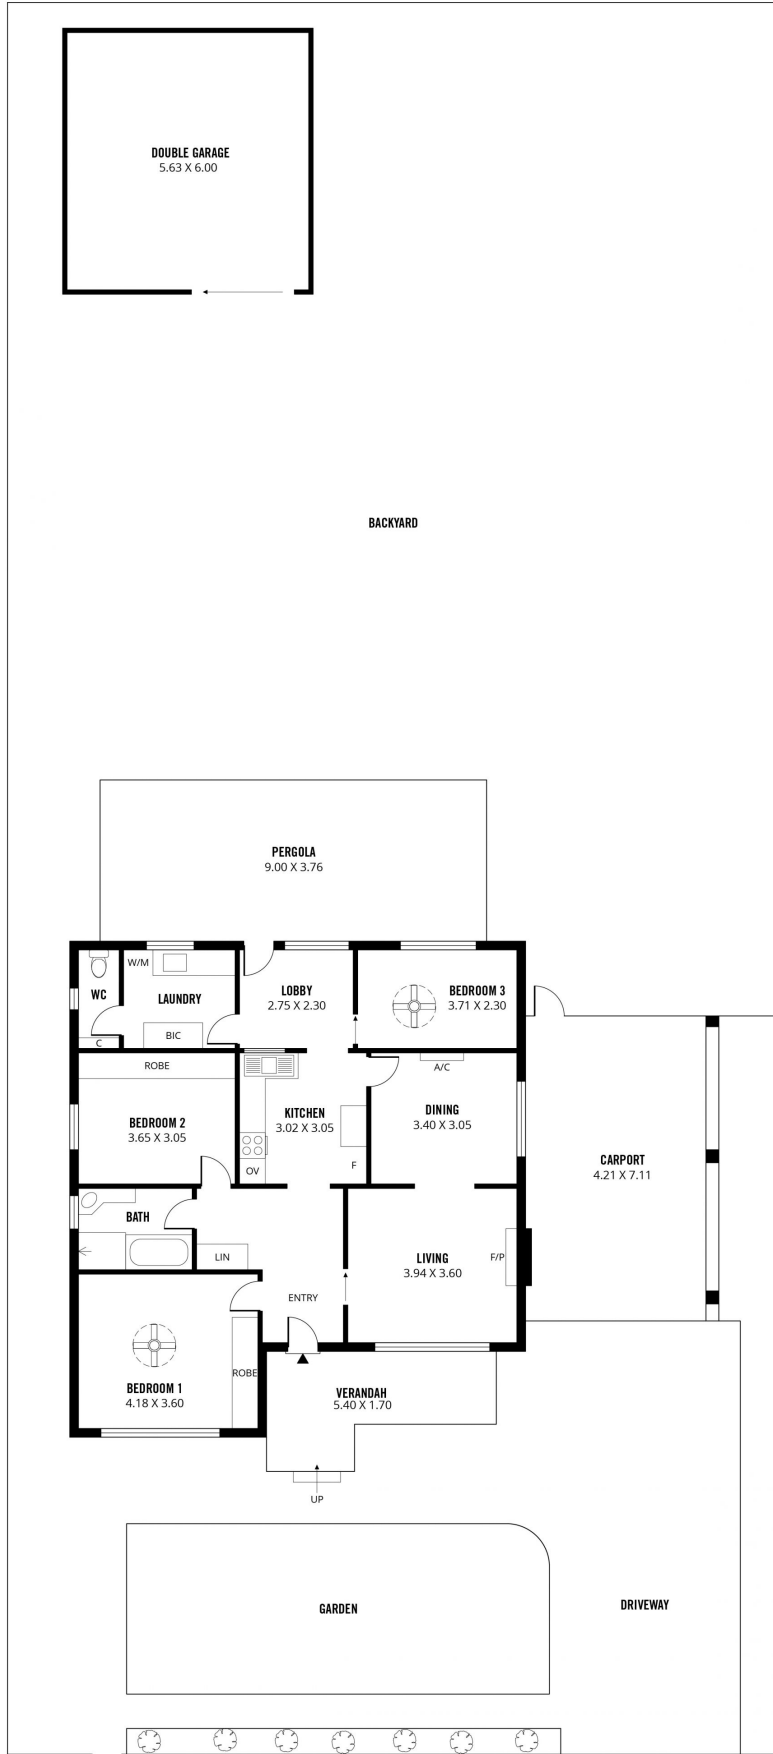 DOUBLE GARAGE
5.63 X 6.00
BACKYARD
PERGOLA
9.00 X 3.76
W/M
WC
LAUNDRY
LOBBY
2.75 X 2.30
BEDROOM 3
3.71 X 2.30
BIC
C
ROBE
A/C
BEDROOM 2
3.65 X 3.05
KITCHEN
3.02 X 3.05
DINING
3.40 X 3.05
OV
F
CARPORT
4.21 X 7.11
BATH
LIN
LIVING
3.94 X 3.60
F/P
ENTRY
BEDROOM 1
4.18 X 3.60
ROBE
VERANDAH
5.40 X 1.70
UP
GARDEN
DRIVEWAY